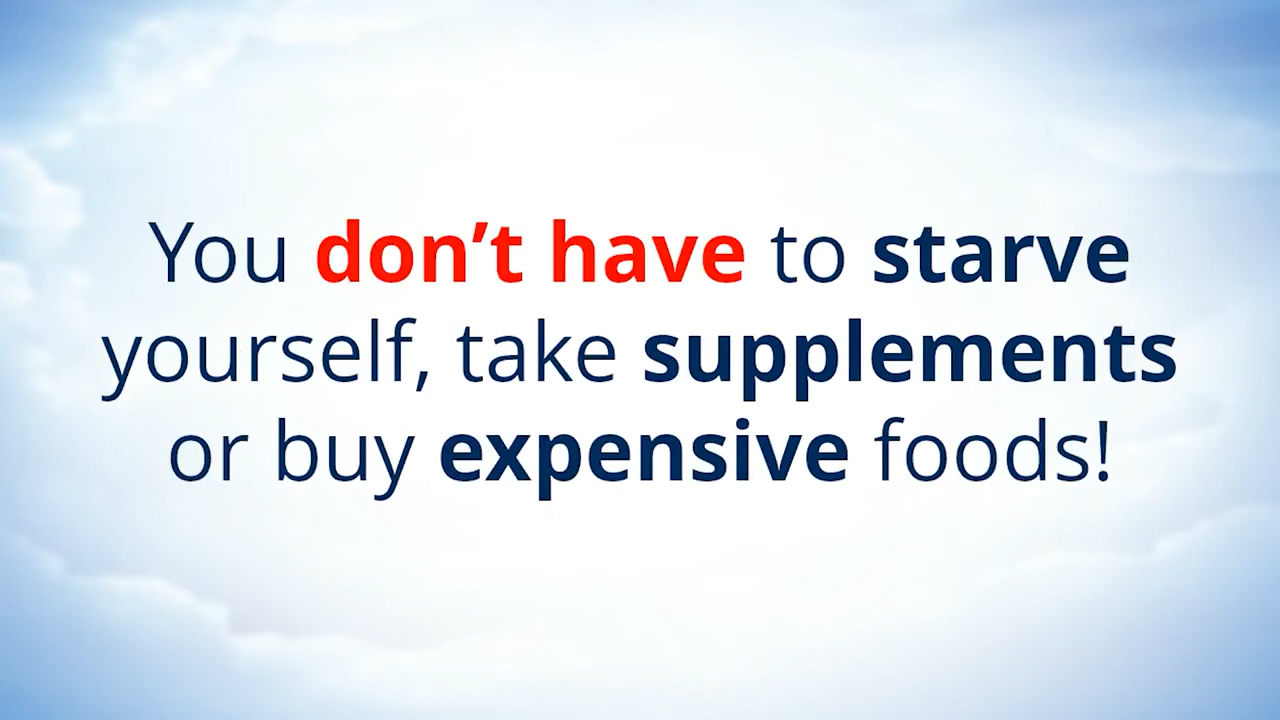 You don’t have to starve
yourself, take supplements
or buy expensive foods!